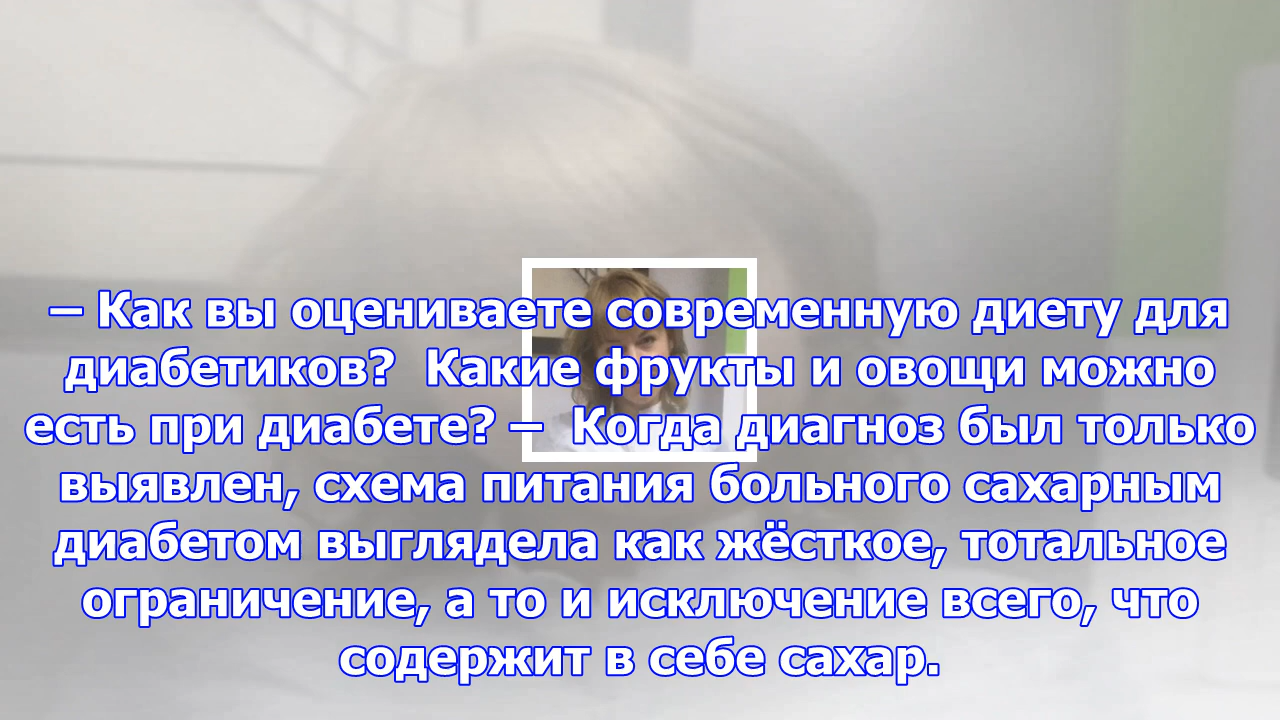 — Как вы оцениваете современную диету для
диабетиков?  Какие фрукты и овощи можно
есть при диабете? —  Когда диагноз был только
выявлен, схема питания больного сахарным
диабетом выглядела как жёсткое, тотальное
ограничение, а то и исключение всего, что
содержит в себе сахар.